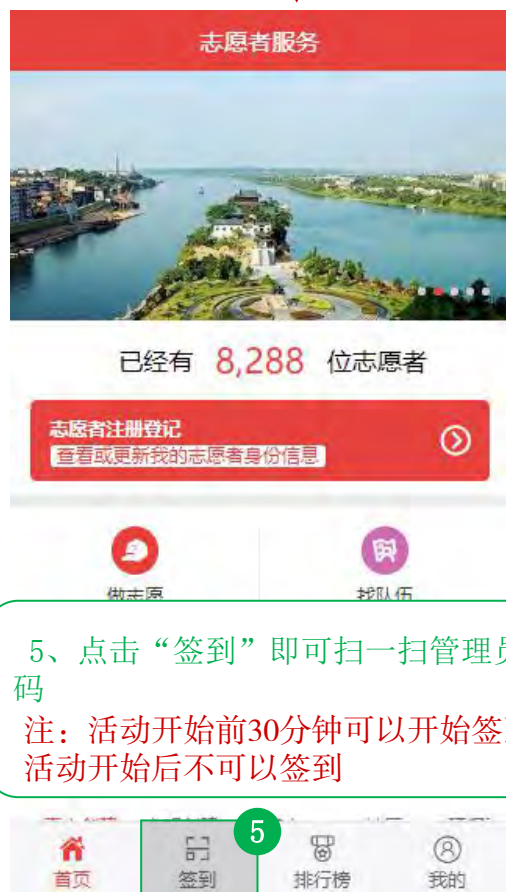 志愿者服务
已经有 8,288 位志愿者
志愿者注册登记
查看或更新我的志愿者身份信息
做志愿 找队伍
5、点击“签到”即可扫一扫管理员
码
注：活动开始前30分钟可以开始签
活动开始后不可以签到
5
首页 签到 排行榜 我的